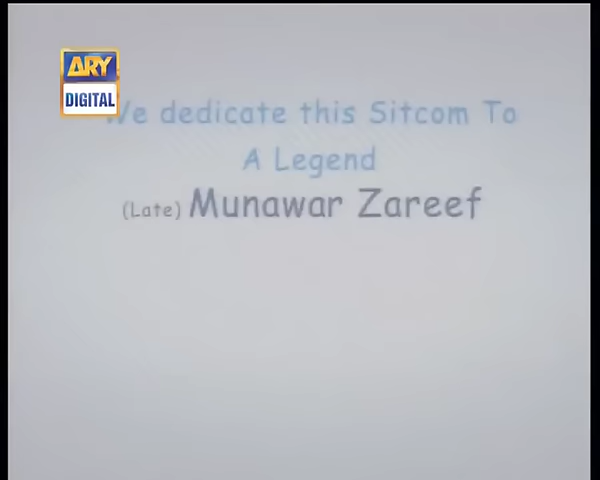 ARY
DIGITAL
We dedicate this Sitcom To
A Legend
(Late) Munawar Zareef